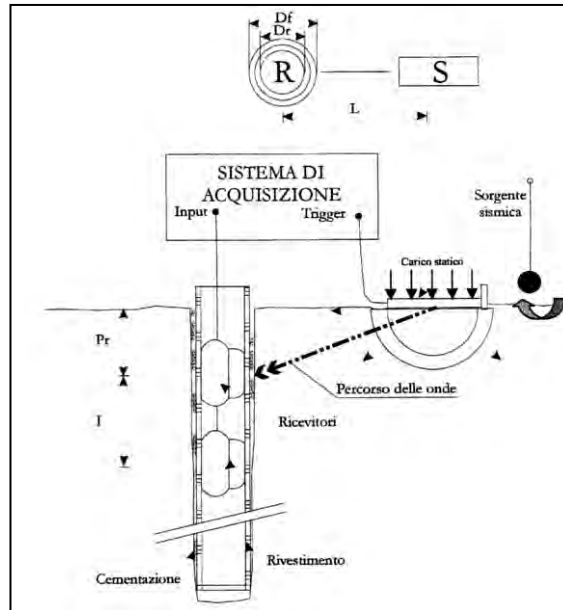 Df
Dr
R
S
L
SISTEMA DI
ACQUISIZIONE
Input
Trigger
Sorgente
sismica
Carico statico
Pr
Percorso delle onde
I
Ricevitori
Rivestimento
Cementazione